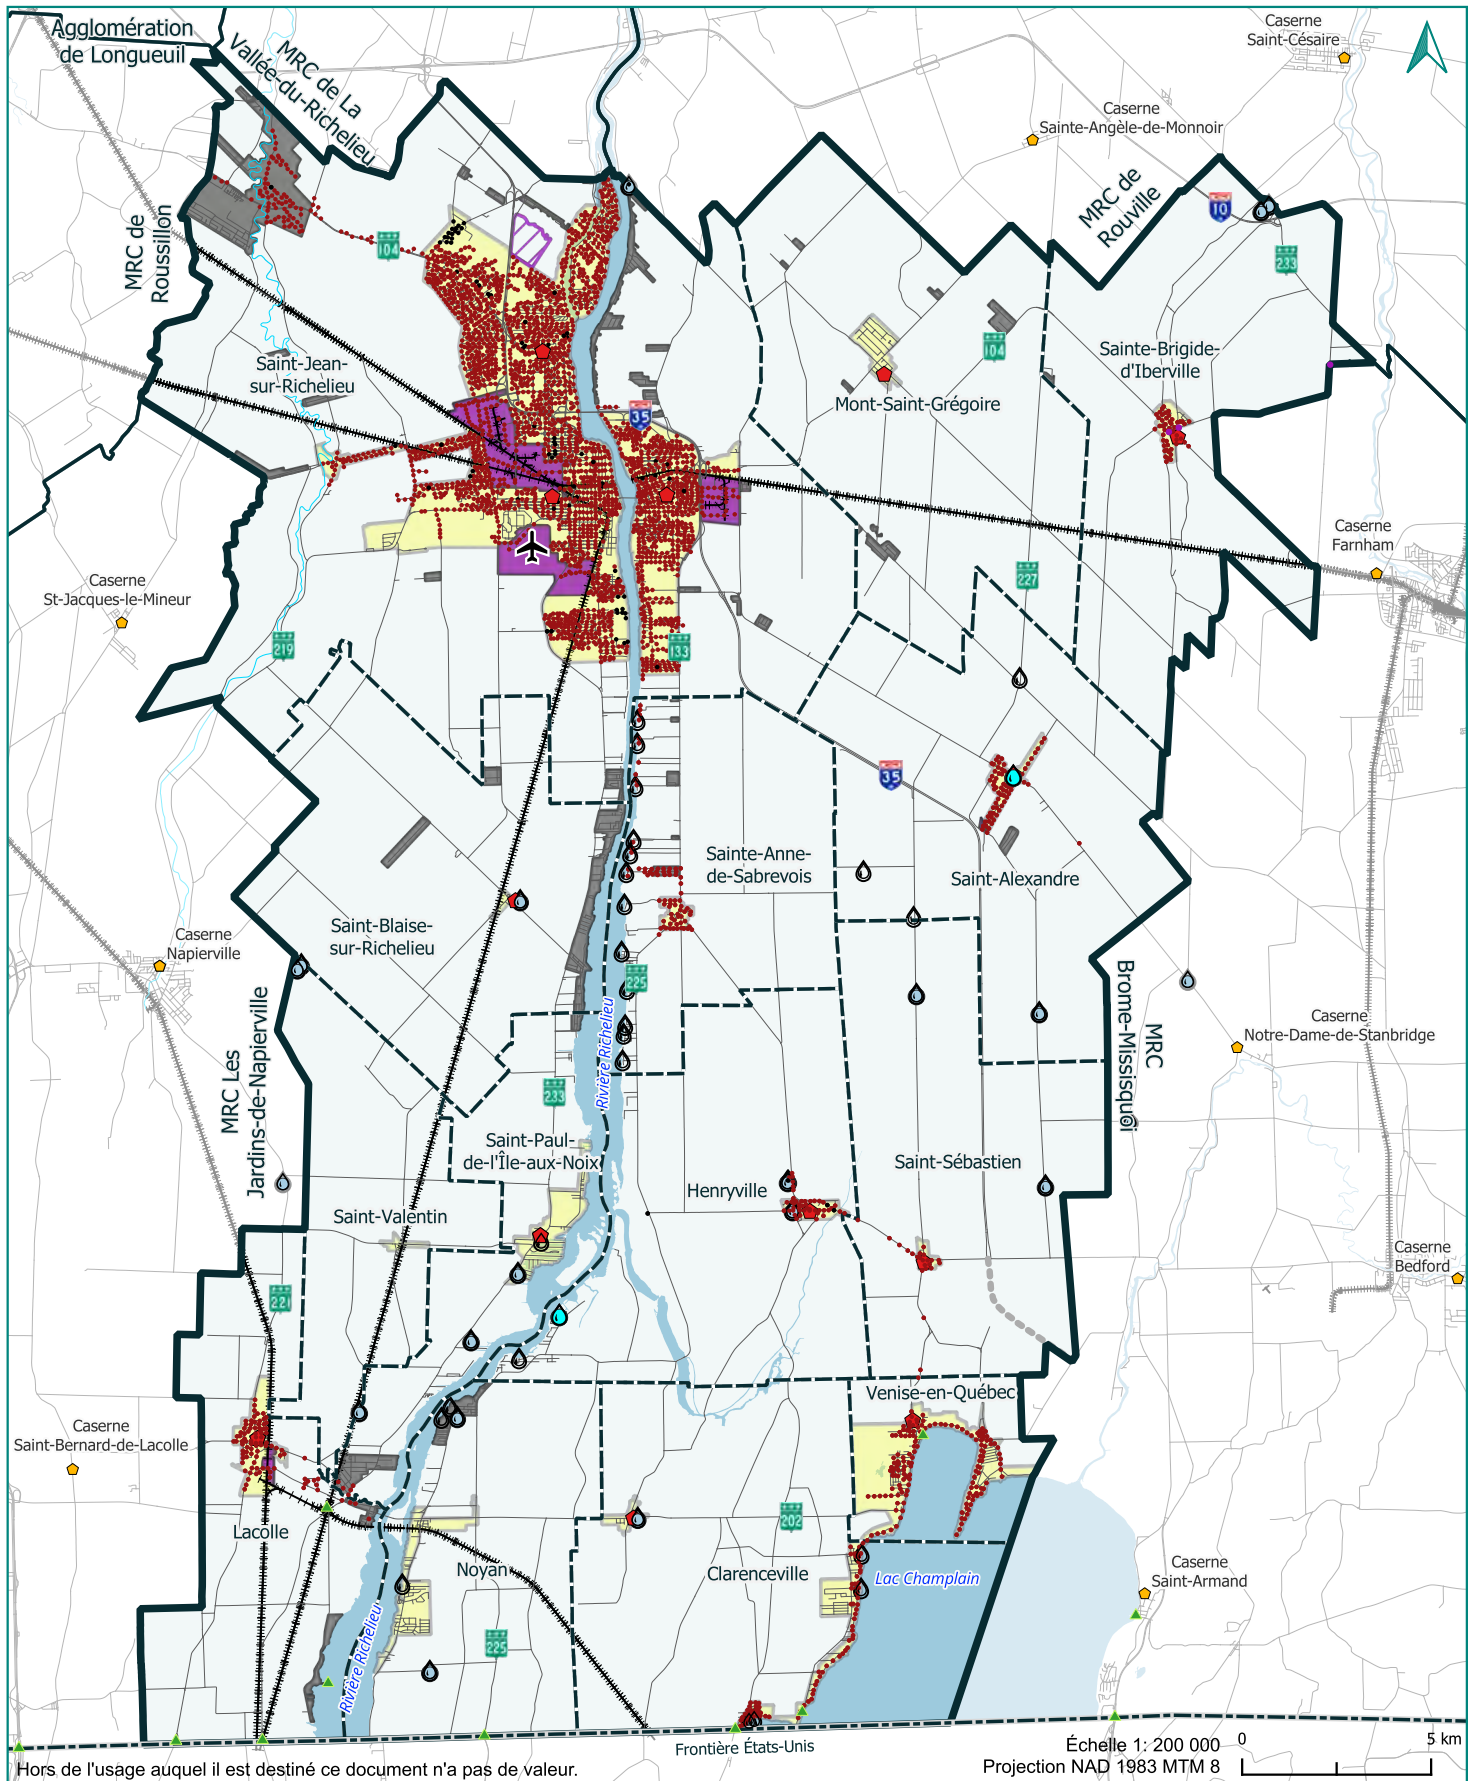 Agglomération
de Longueuil
MRC de La
Vallée-du-Richelieu
Caserne
Saint-Césaire
Caserne
Sainte-Angèle-de-Monnoir
MRC de
Rouville
10
233
MRC de
Roussillon
104
Saint-Jean-
sur-Richelieu
35
104
Mont-Saint-Grégoire
Sainte-Brigide-
d'Iberville
Caserne
Farnham
Caserne
St-Jacques-le-Mineur
227
219
133
35
Sainte-Anne-
de-Sabrevois
Saint-Alexandre
Saint-Blaise-
sur-Richelieu
Caserne
Napierville
225
Rivière Richelieu
MRC
Brome-Missisquoi
Caserne
Notre-Dame-de-Stanbridge
MRC Les
Jardins-de-Napierville
233
Saint-Paul-
de-l'Île-aux-Noix
Henryville
Saint-Sébastien
Saint-Valentin
Caserne
Bedford
221
Venise-en-Québec
Caserne
Saint-Bernard-de-Lacolle
Lacolle
202
Noyan
Clarenceville
Lac Champlain
Caserne
Saint-Armand
225
Rivière Richelieu
Frontière États-Unis
Échelle 1: 200 000
Projection NAD 1983 MTM 8
0
5 km
Hors de l'usage auquel il est destiné ce document n'a pas de valeur.